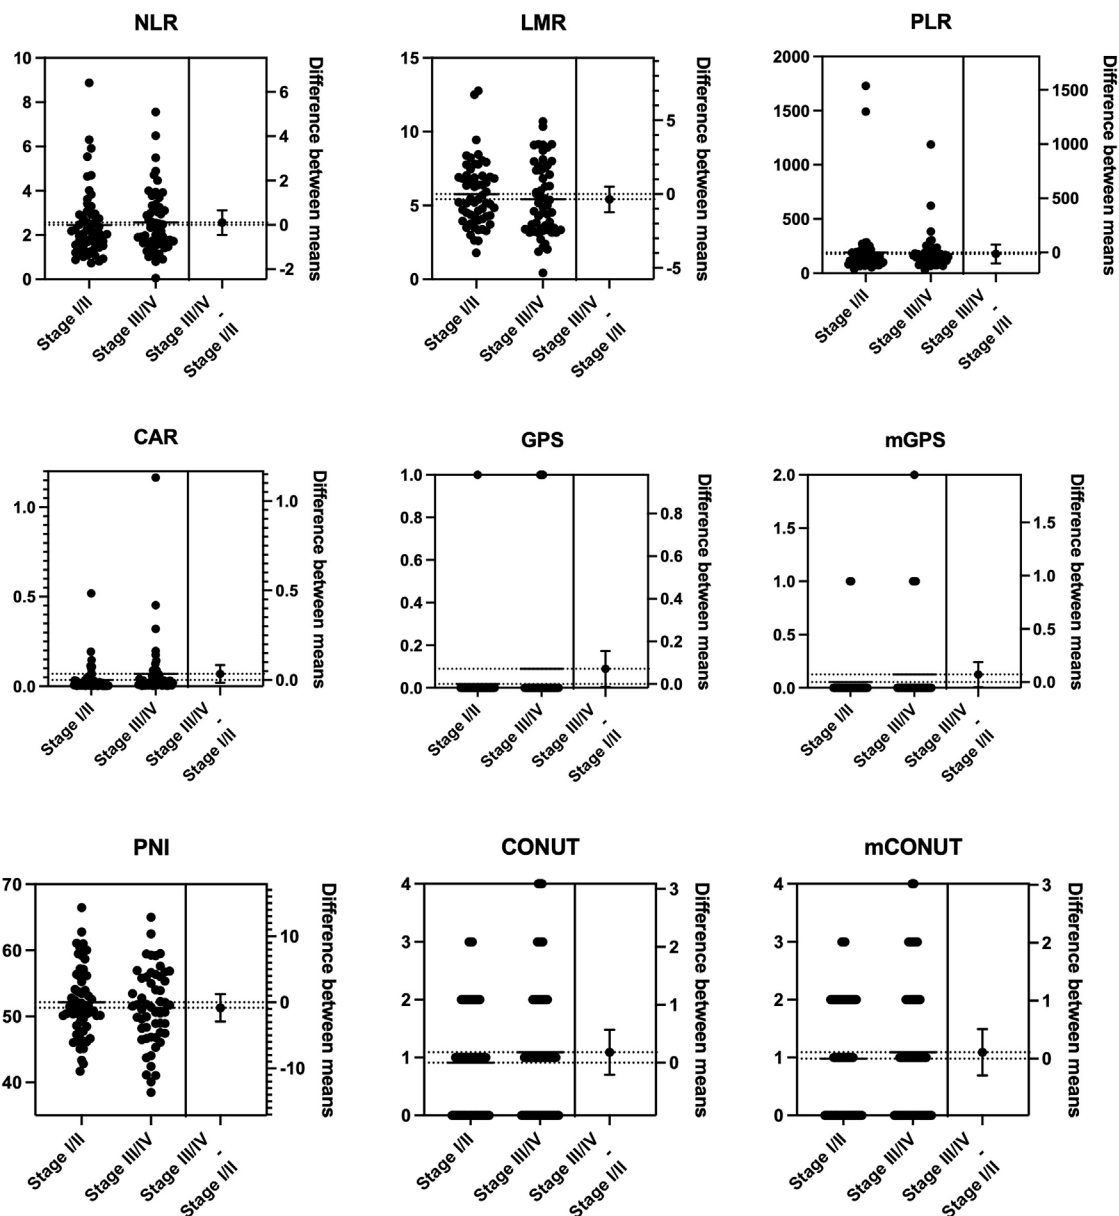 NLR
10
8
6
4
2
0
6
4
2
0
-2
Difference between means
Stage I/II
Stage III/IV
Stage III/IV
-
Stage I/II
LMR
15
10
5
0
5
0
-5
Difference between means
Stage I/II
Stage III/IV
Stage III/IV
-
Stage I/II
PLR
2000
1500
1000
500
0
1500
1000
500
0
Difference between means
Stage I/II
Stage III/IV
Stage III/IV
-
Stage I/II
CAR
1.0
0.5
0.0
1.0
0.5
0.0
Difference between means
Stage I/II
Stage III/IV
Stage III/IV
-
Stage I/II
GPS
1.0
0.8
0.6
0.4
0.2
0.0
0.8
0.6
0.4
0.2
0.0
Difference between means
Stage I/II
Stage III/IV
Stage III/IV
-
Stage I/II
mGPS
2.0
1.5
1.0
0.5
0.0
1.5
1.0
0.5
0.0
Difference between means
Stage I/II
Stage III/IV
Stage III/IV
-
Stage I/II
PNI
70
60
50
40
10
0
-10
Difference between means
Stage I/II
Stage III/IV
Stage III/IV
-
Stage I/II
CONUT
4
3
2
1
0
3
2
1
0
Difference between means
Stage I/II
Stage III/IV
Stage III/IV
-
Stage I/II
mCONUT
4
3
2
1
0
3
2
1
0
Difference between means
Stage I/II
Stage III/IV
Stage III/IV
-
Stage I/II